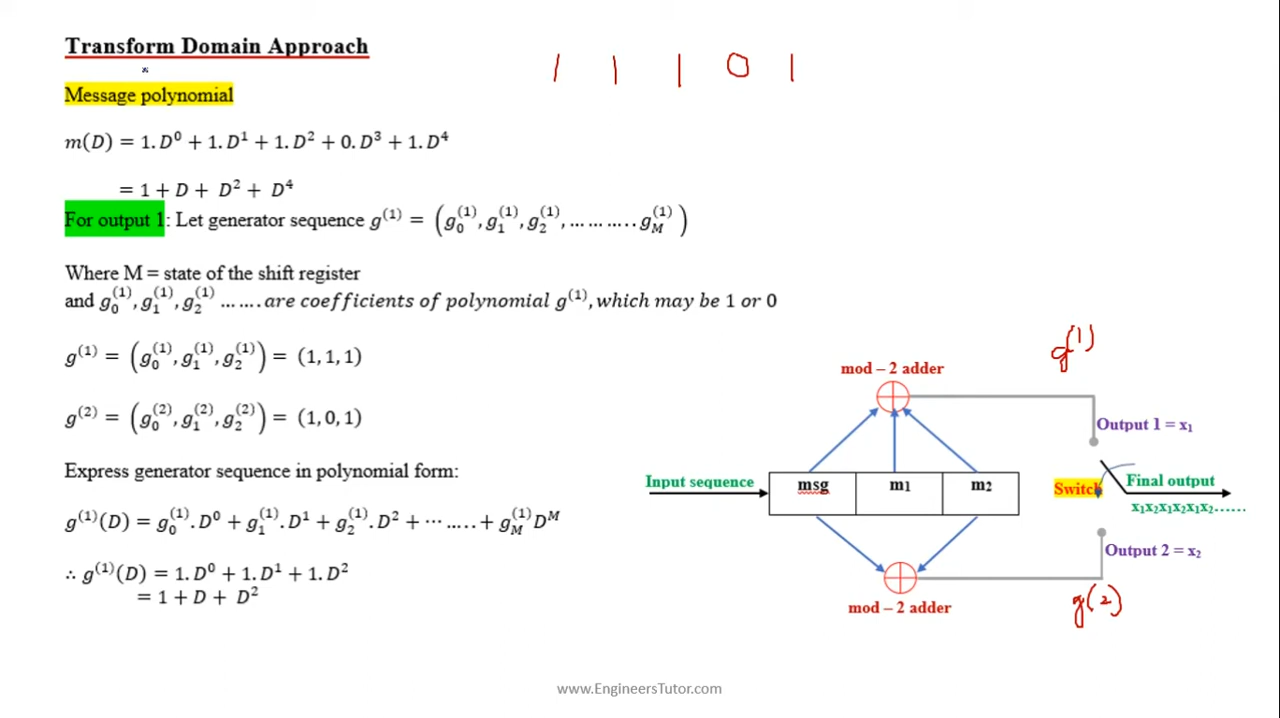 Transform Domain Approach
1 1 1 0 1
Message polynomial
m(D) = 1.D⁰ + 1.D¹ + 1.D² + 0.D³ + 1.D⁴
= 1 + D + D² + D⁴
For output 1: Let generator sequence g⁽¹⁾ = (g₀⁽¹⁾, g₁⁽¹⁾, g₂⁽¹⁾, ... ... ... .. g_M⁽¹⁾)
Where M = state of the shift register
and g₀⁽¹⁾, g₁⁽¹⁾, g₂⁽¹⁾ ... ... . are coefficients of polynomial g⁽¹⁾, which may be 1 or 0
g⁽¹⁾ = (g₀⁽¹⁾, g₁⁽¹⁾, g₂⁽¹⁾) = (1, 1, 1)
g⁽²⁾ = (g₀⁽²⁾, g₁⁽²⁾, g₂⁽²⁾) = (1, 0, 1)
Express generator sequence in polynomial form:
g⁽¹⁾(D) = g₀⁽¹⁾.D⁰ + g₁⁽¹⁾.D¹ + g₂⁽¹⁾.D² + ⋯ ... .. + g_M⁽¹⁾D^M
∴ g⁽¹⁾(D) = 1.D⁰ + 1.D¹ + 1.D²
= 1 + D + D²
g(1)
mod – 2 adder
Output 1 = x₁
Input sequence
msg m₁ m₂
Switch
Final output
x₁x₂x₁x₂x₁x₂......
Output 2 = x₂
mod – 2 adder
g(2)
www.EngineersTutor.com